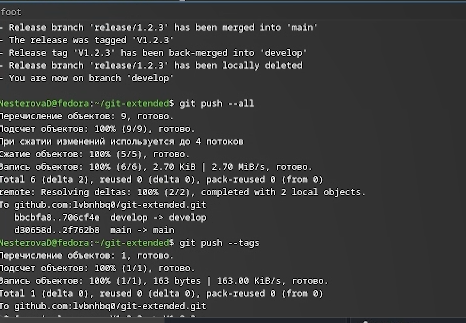 foot
- Release branch 'release/1.2.3' has been merged into 'main'
- The release was tagged 'V1.2.3'
- Release tag 'V1.2.3' has been back-merged into 'develop'
- Release branch 'release/1.2.3' has been locally deleted
- You are now on branch 'develop'
NesterovaD@fedora:~/git-extended$ git push --all
Перечисление объектов: 9, готово.
Подсчет объектов: 100% (9/9), готово.
При сжатии изменений используется до 4 потоков
Сжатие объектов: 100% (5/5), готово.
Запись объектов: 100% (6/6), 2.70 KiB | 2.70 MiB/s, готово.
Total 6 (delta 2), reused 0 (delta 0), pack-reused 0 (from 0)
remote: Resolving deltas: 100% (2/2), completed with 2 local objects.
To github.com:lvbnhbq0/git-extended.git
bbcbfa8..706cf4e develop -> develop
d30658d..2f762b8 main -> main
NesterovaD@fedora:~/git-extended$ git push --tags
Перечисление объектов: 1, готово.
Подсчет объектов: 100% (1/1), готово.
Запись объектов: 100% (1/1), 163 bytes | 163.00 KiB/s, готово.
Total 1 (delta 0), reused 0 (delta 0), pack-reused 0 (from 0)
To github.com:lvbnhbq0/git-extended.git